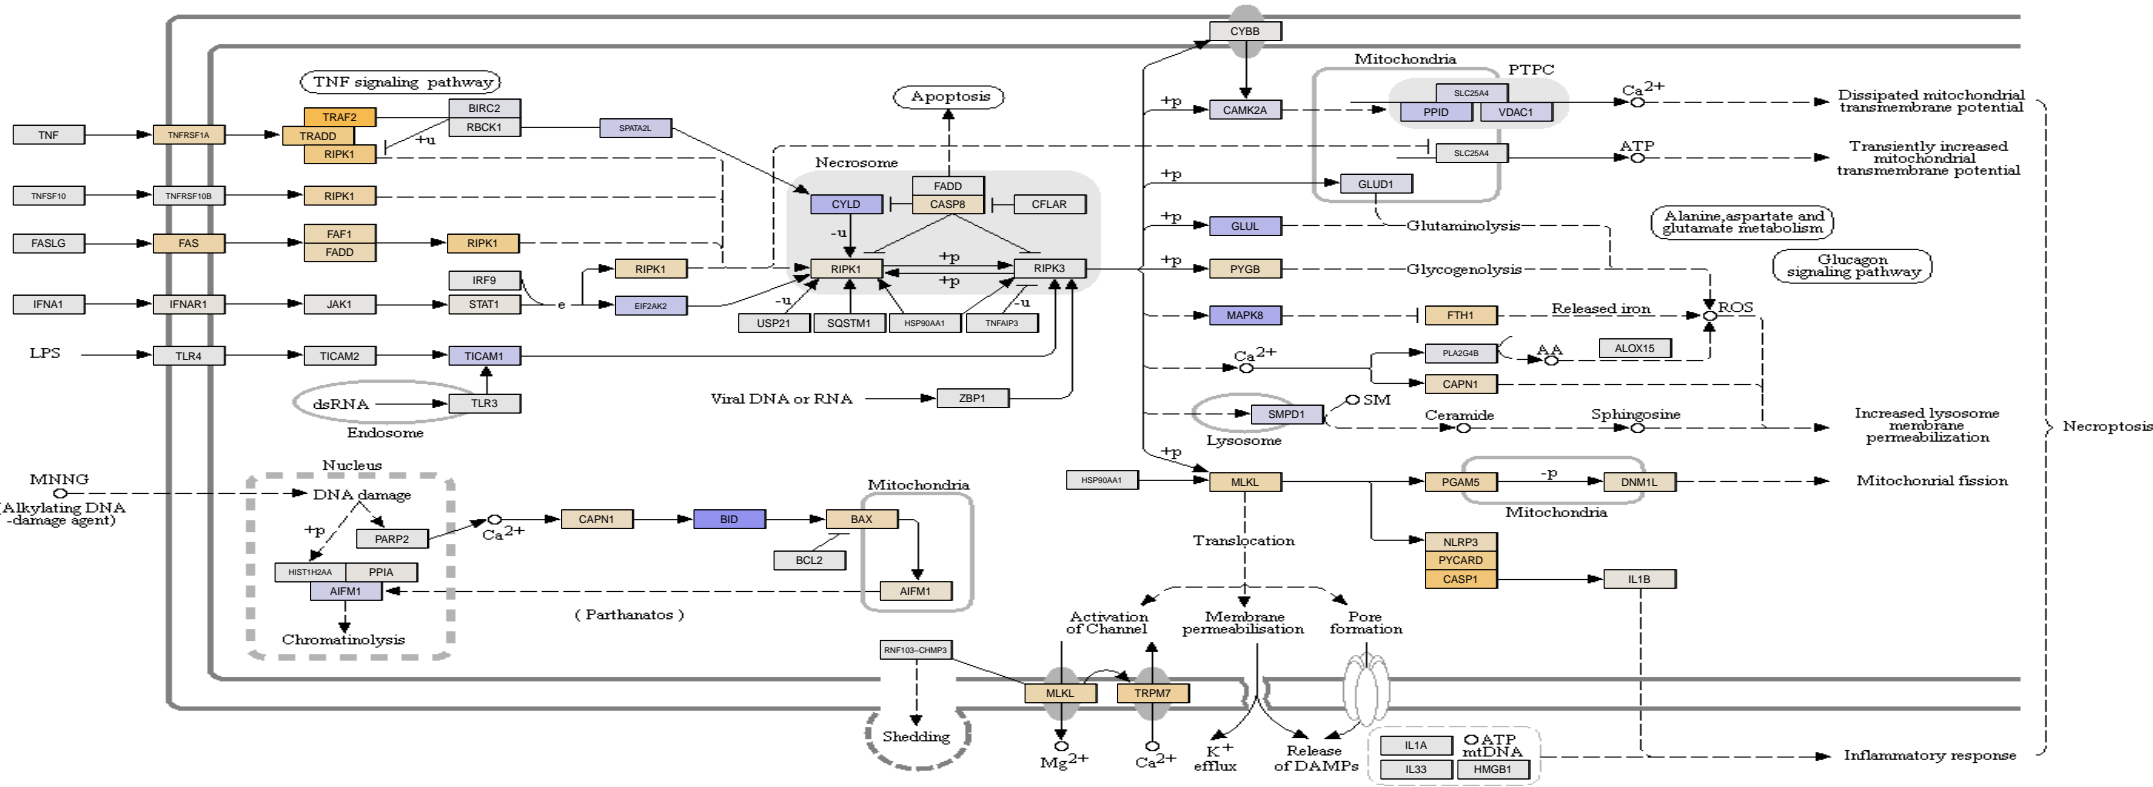 CYBB
Mitochondria
PTPC
TNF signaling pathway
Apoptosis
SLC25A4
Ca2+
+p
CAMK2A
PPID
VDAC1
Dissipated mitochondrial
transmembrane potential
TRAF2
BIRC2
RBCK1
SPATA2L
TNF
TNFRSF1A
TRADD
RIPK1
+u
SLC25A4
ATP
Transiently increased
mitochondrial
transmembrane potential
Necrosome
FADD
CASP8
CFLAR
CYLD
+p
GLUD1
TNFSF10
TNFRSF10B
RIPK1
-u
+p
GLUL
Glutaminolysis
Alanine,aspartate and
glutamate metabolism
FASLG
FAS
FAF1
FADD
RIPK1
RIPK1
RIPK1
+p
+p
RIPK3
+p
PYGB
Glycogenolysis
Glucagon
signaling pathway
IRF9
IFNA1
IFNAR1
JAK1
STAT1
e
EIF2AK2
-u
-u
USP21
SQSTM1
HSP90AA1
TNFAIP3
MAPK8
FTH1
Released iron
ROS
LPS
TLR4
TICAM2
TICAM1
Ca2+
PLA2G4B
AA
ALOX15
CAPN1
dsRNA
TLR3
Endosome
Viral DNA or RNA
ZBP1
SMPD1
SM
Lysosome
Ceramide
Sphingosine
Increased lysosome
membrane
permeabilization
Necroptosis
+p
HSP90AA1
MLKL
PGAM5
-p
DNM1L
Mitochondria
Mitochonrial fission
Nucleus
MNNG
(Alkylating DNA
-damage agent)
DNA damage
+p
PARP2
Ca2+
CAPN1
BID
Mitochondria
BAX
BCL2
HIST1H2AA
PPIA
AIFM1
AIFM1
(Parthanatos)
Chromatinolysis
Translocation
NLRP3
PYCARD
CASP1
IL1B
Activation
of Channel
Membrane
permeabilisation
Pore
formation
RNF103-CHMP3
MLKL
TRPM7
Shedding
Mg2+
Ca2+
K+
efflux
Release
of DAMPs
IL1A
ATP
mtDNA
IL33
HMGB1
Inflammatory response